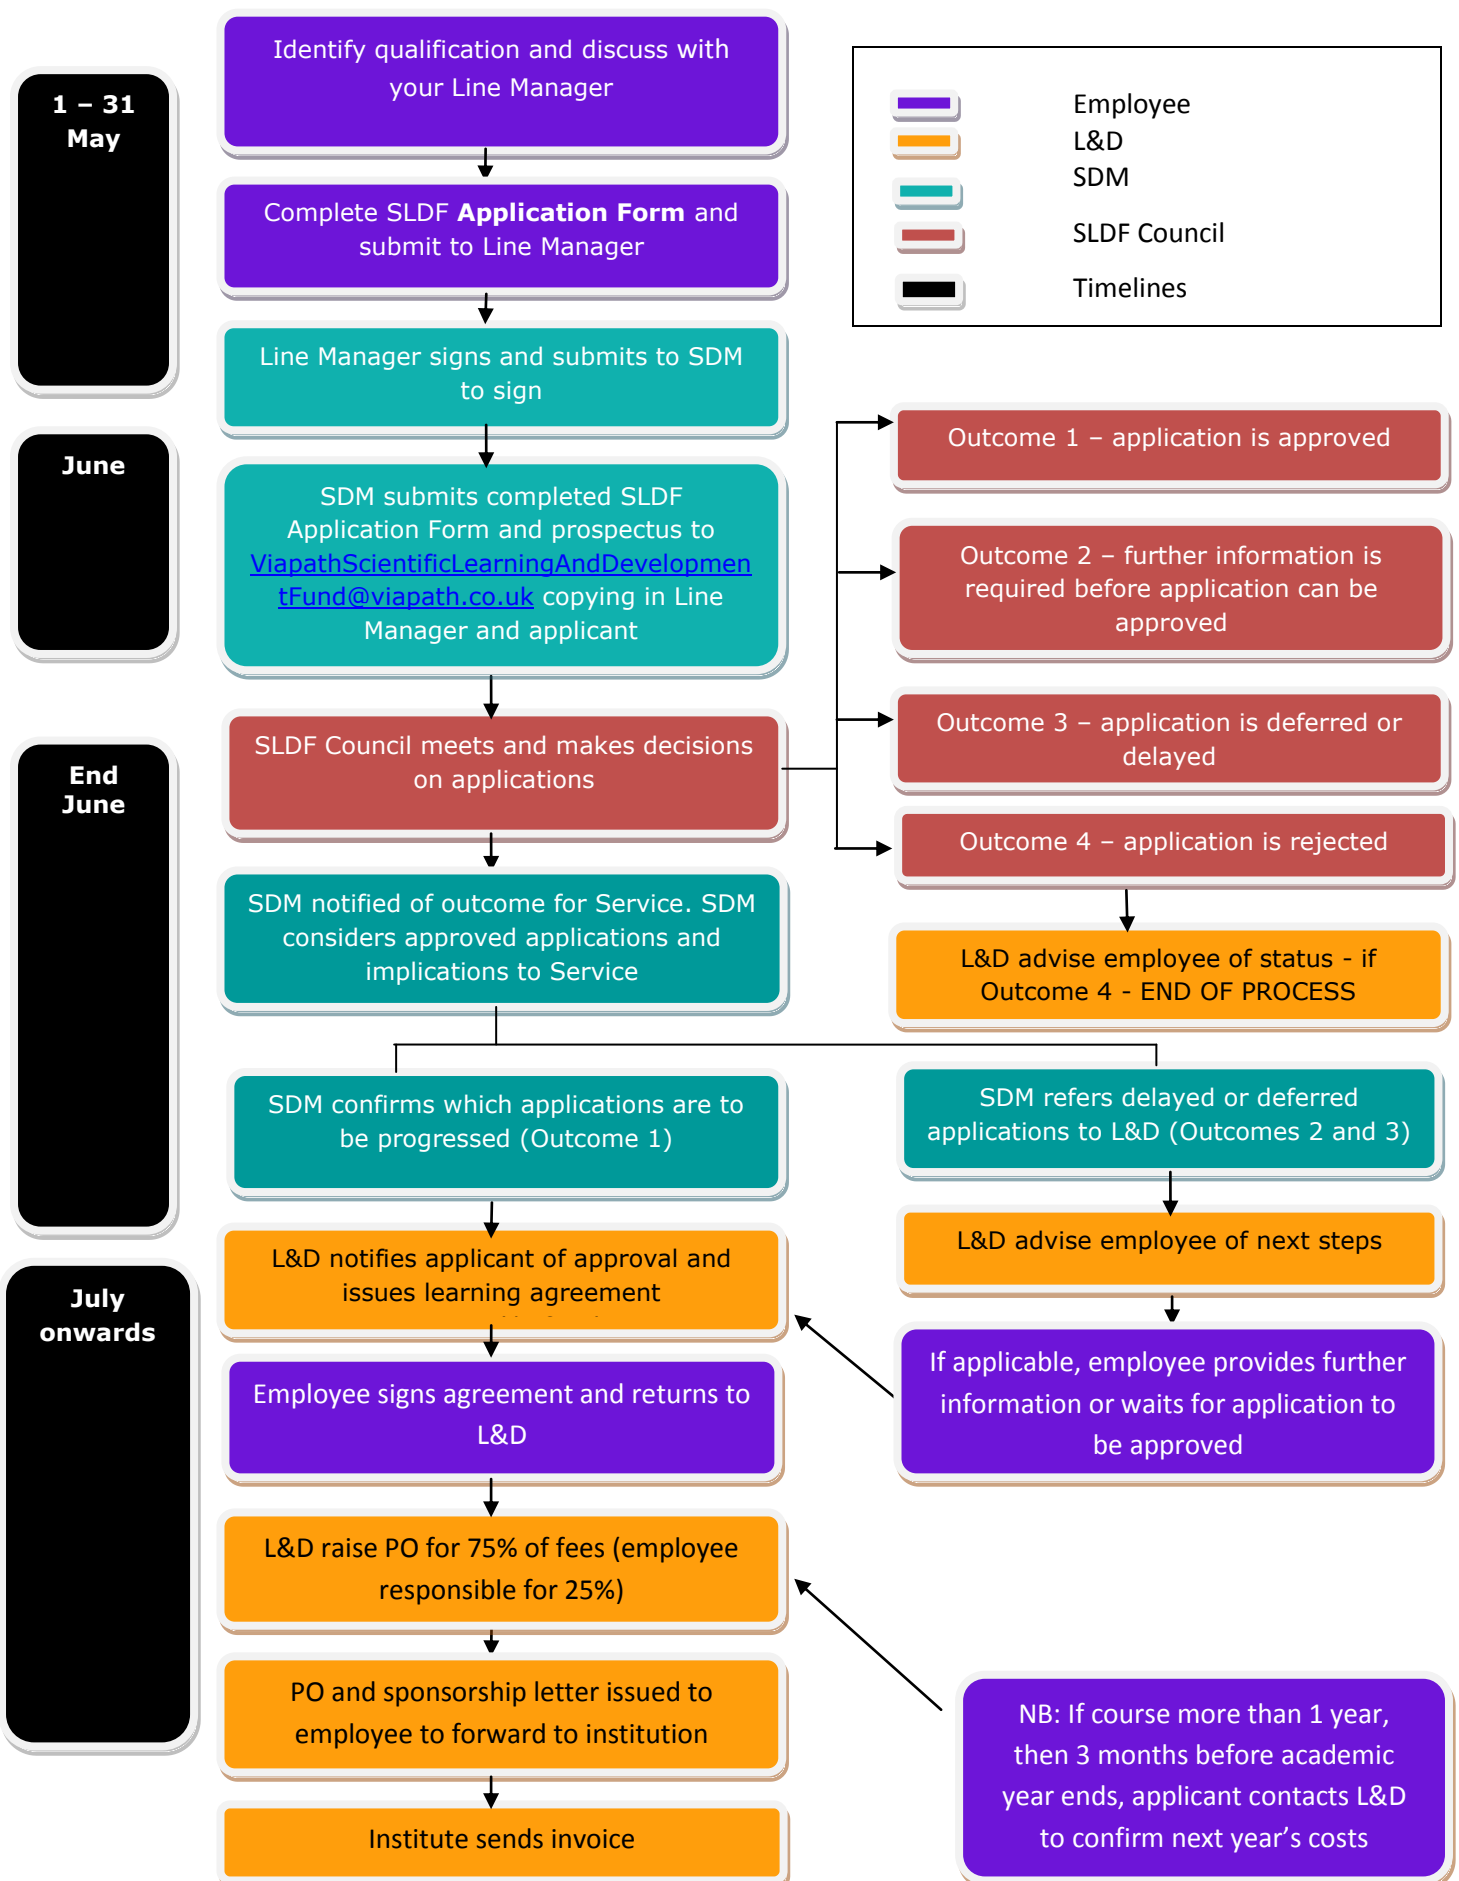 Identify qualification and discuss with
your Line Manager
1 – 31
May
Employee
L&D
SDM
SLDF Council
Timelines
Complete SLDF Application Form and
submit to Line Manager
Line Manager signs and submits to SDM
to sign
June
SDM submits completed SLDF
Application Form and prospectus to
ViapathScientificLearningAndDevelopmen
tFund@viapath.co.uk copying in Line
Manager and applicant
Outcome 1 – application is approved
Outcome 2 – further information is
required before application can be
approved
Outcome 3 – application is deferred or
delayed
Outcome 4 – application is rejected
End
June
SLDF Council meets and makes decisions
on applications
SDM notified of outcome for Service. SDM
considers approved applications and
implications to Service
L&D advise employee of status - if
Outcome 4 - END OF PROCESS
SDM confirms which applications are to
be progressed (Outcome 1)
SDM refers delayed or deferred
applications to L&D (Outcomes 2 and 3)
L&D notifies applicant of approval and
issues learning agreement
L&D advise employee of next steps
July
onwards
Employee signs agreement and returns to
L&D
If applicable, employee provides further
information or waits for application to
be approved
L&D raise PO for 75% of fees (employee
responsible for 25%)
PO and sponsorship letter issued to
employee to forward to institution
NB: If course more than 1 year,
then 3 months before academic
year ends, applicant contacts L&D
to confirm next year’s costs
Institute sends invoice